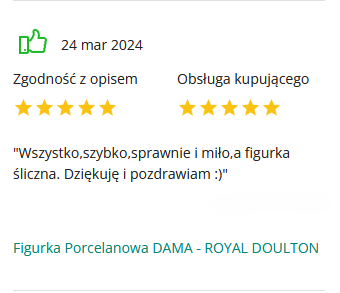 24 mar 2024
Zgodność z opisem Obsługa kupującego
"Wszystko,szybko,sprawnie i miło,a figurka
śliczna. Dziękuję i pozdrawiam :)"
Figurka Porcelanowa DAMA - ROYAL DOULTON